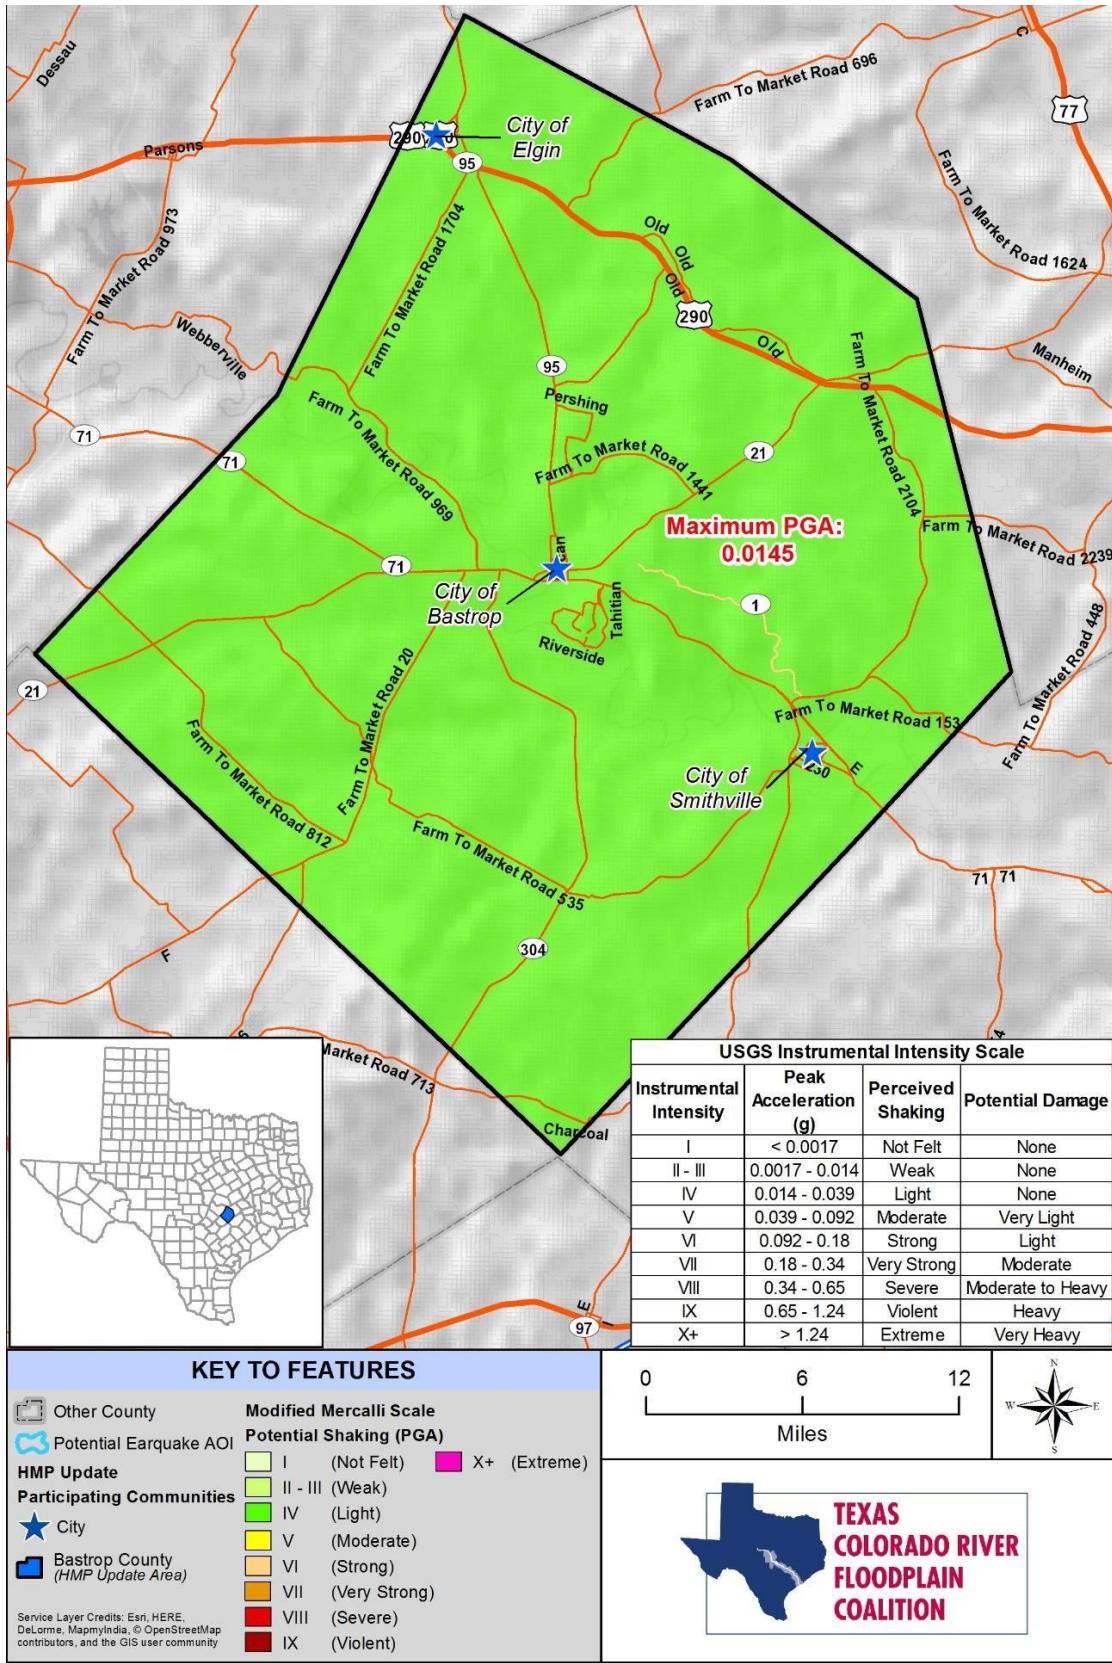 Dessau
Farm To Market Road 696
C
77
Parsons
290
City of
Elgin
95
Farm To Market Road 973
Farm To Market Road 1704
Farm To Market Road 1624
Old
Old
Old
290
Webberville
Old
Manheim
95
Pershing
Farm To Market Road 969
Farm To Market Road 2104
71
71
21
Farm To Market Road 1441
Maximum PGA:
0.0145
Farm To Market Road 2239
71
City of
Bastrop
Tahitian
1
Riverside
Farm To Market Road 448
21
Farm To Market Road 20
Farm To Market Road 153
Farm To Market Road 812
City of
Smithville
230
E
Farm To Market Road 535
71 71
304
F
Market Road 713
Charcoal
E
97
USGS Instrumental Intensity Scale
Instrumental Intensity Peak Acceleration (g) Perceived Shaking Potential Damage
I < 0.0017 Not Felt None
II - III 0.0017 - 0.014 Weak None
IV 0.014 - 0.039 Light None
V 0.039 - 0.092 Moderate Very Light
VI 0.092 - 0.18 Strong Light
VII 0.18 - 0.34 Very Strong Moderate
VIII 0.34 - 0.65 Severe Moderate to Heavy
IX 0.65 - 1.24 Violent Heavy
X+ > 1.24 Extreme Very Heavy
KEY TO FEATURES
Other County
Potential Earquake AOI
HMP Update
Participating Communities
City
Bastrop County
(HMP Update Area)
Service Layer Credits: Esri, HERE,
DeLorme, MapmyIndia, © OpenStreetMap
contributors, and the GIS user community
Modified Mercalli Scale
Potential Shaking (PGA)
I (Not Felt)
II - III (Weak)
IV (Light)
V (Moderate)
VI (Strong)
VII (Very Strong)
VIII (Severe)
IX (Violent)
X+ (Extreme)
0 6 12
Miles
N
W E
S
TEXAS
COLORADO RIVER
FLOODPLAIN
COALITION